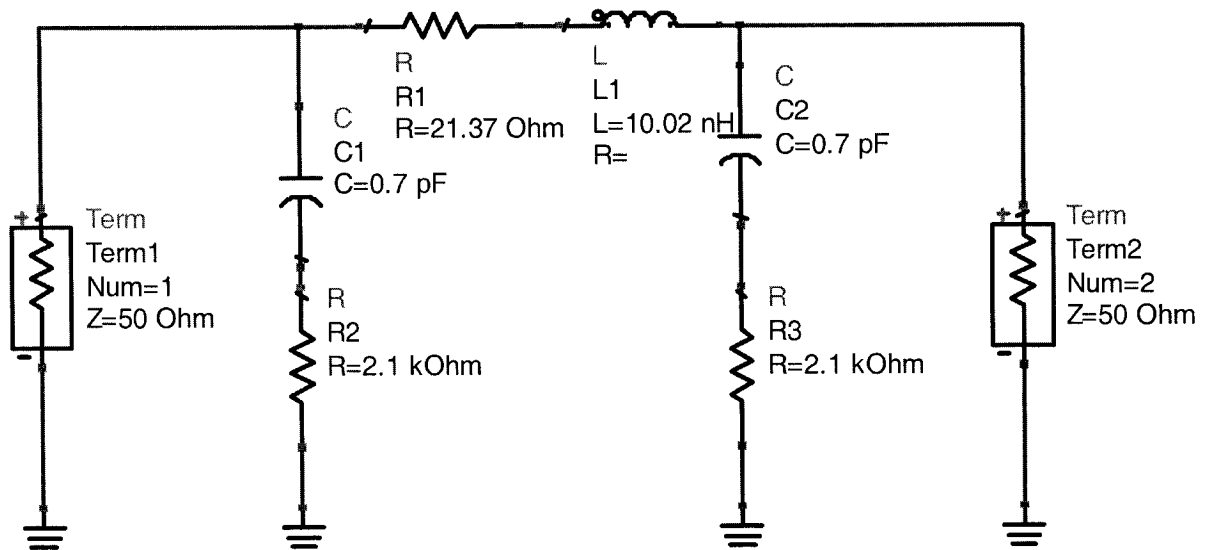 R
R1
R=21.37 Ohm
L
L1
L=10.02 nH
R=
C
C2
C=0.7 pF
C
C1
C=0.7 pF
+
Term
Term1
Num=1
Z=50 Ohm
-
R
R2
R=2.1 kOhm
R
R3
R=2.1 kOhm
+
Term
Term2
Num=2
Z=50 Ohm
-